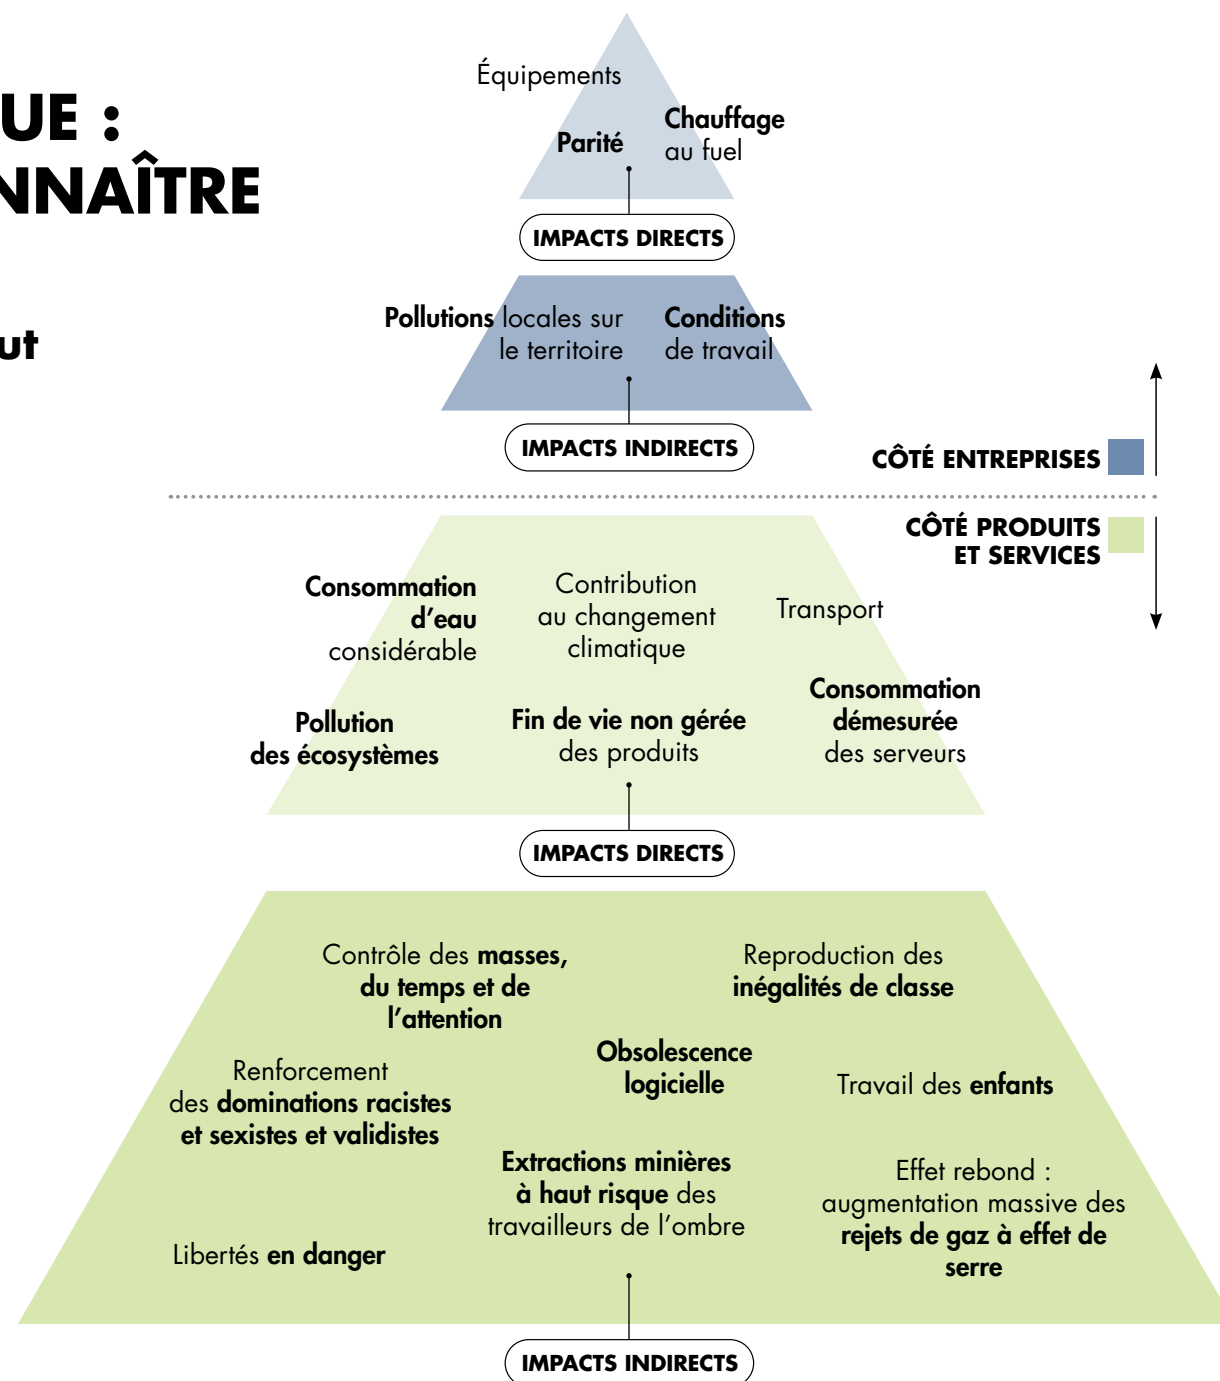 UE :
NNAÎTRE
ut
Équipements
Parité
Chauffage
au fuel
IMPACTS DIRECTS
Pollutions locales sur
le territoire
Conditions
de travail
IMPACTS INDIRECTS
CÔTÉ ENTREPRISES
CÔTÉ PRODUITS
ET SERVICES
Consommation
d’eau
considérable
Contribution
au changement
climatique
Transport
Pollution
des écosystèmes
Fin de vie non gérée
des produits
Consommation
démesurée
des serveurs
IMPACTS DIRECTS
Contrôle des masses,
du temps et de
l’attention
Reproduction des
inégalités de classe
Obsolescence
logicielle
Renforcement
des dominations racistes
et sexistes et validistes
Travail des enfants
Extractions minières
à haut risque des
travailleurs de l’ombre
Effet rebond :
augmentation massive des
rejets de gaz à effet de
serre
Libertés en danger
IMPACTS INDIRECTS